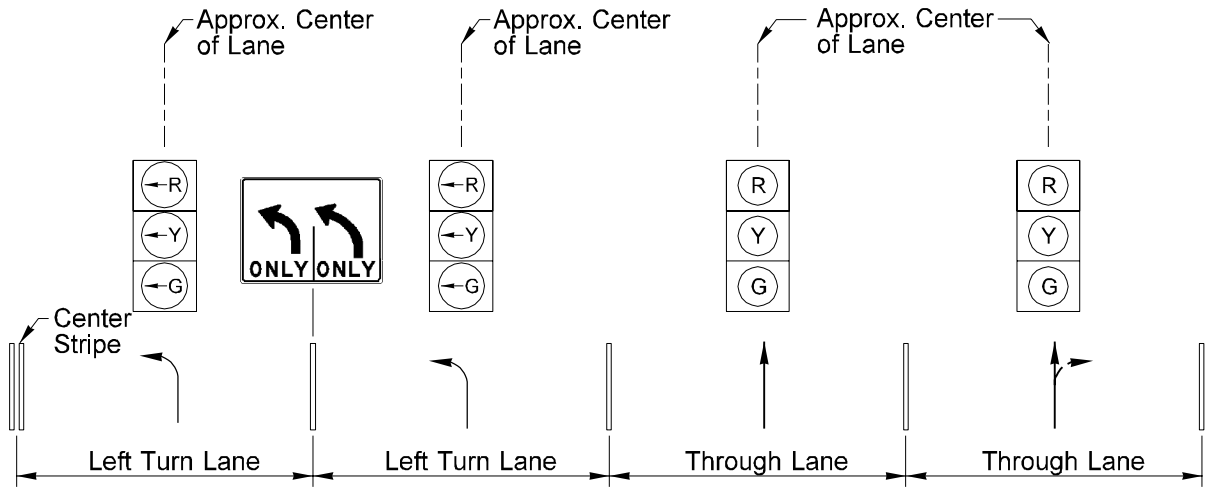 Approx. Center
of Lane
Approx. Center
of Lane
Approx. Center
of Lane
R
Y
G
ONLY ONLY
R
Y
G
R
Y
G
R
Y
G
Center
Stripe
Left Turn Lane
Left Turn Lane
Through Lane
Through Lane